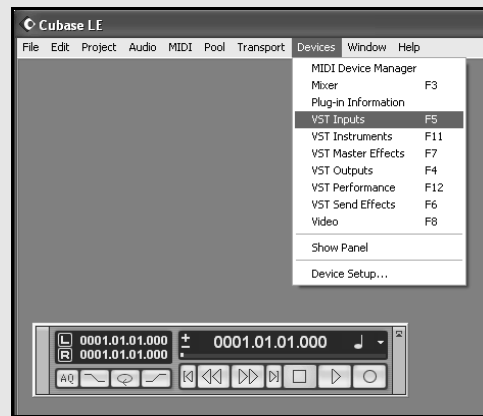 Cubase LE
File Edit Project Audio MIDI Pool Transport Devices Window Help
MIDI Device Manager
Mixer F3
Plug-in Information
VST Inputs F5
VST Instruments F11
VST Master Effects F7
VST Outputs F4
VST Performance F12
VST Send Effects F6
Video F8
Show Panel
Device Setup...
L 0001.01.01.000
R 0001.01.01.000
0001.01.01.000
AQ